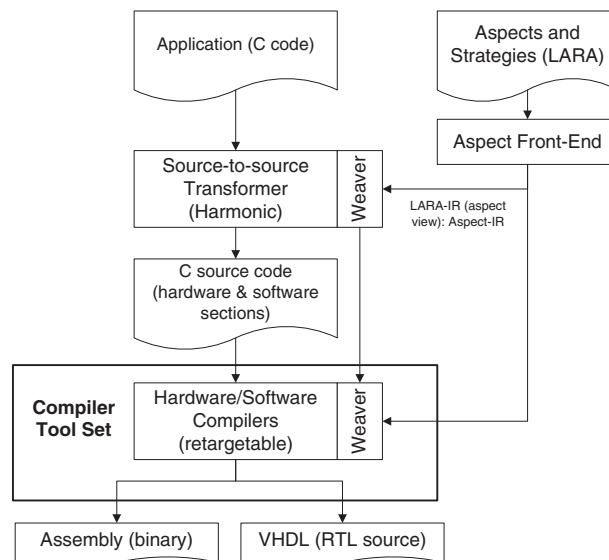 Application (C code)
Aspects and
Strategies (LARA)
Aspect Front-End
Source-to-source
Transformer
(Harmonic)
Weaver
LARA-IR (aspect
view): Aspect-IR
C source code
(hardware & software
sections)
Compiler
Tool Set
Hardware/Software
Compilers
(retargetable)
Weaver
Assembly (binary)
VHDL (RTL source)